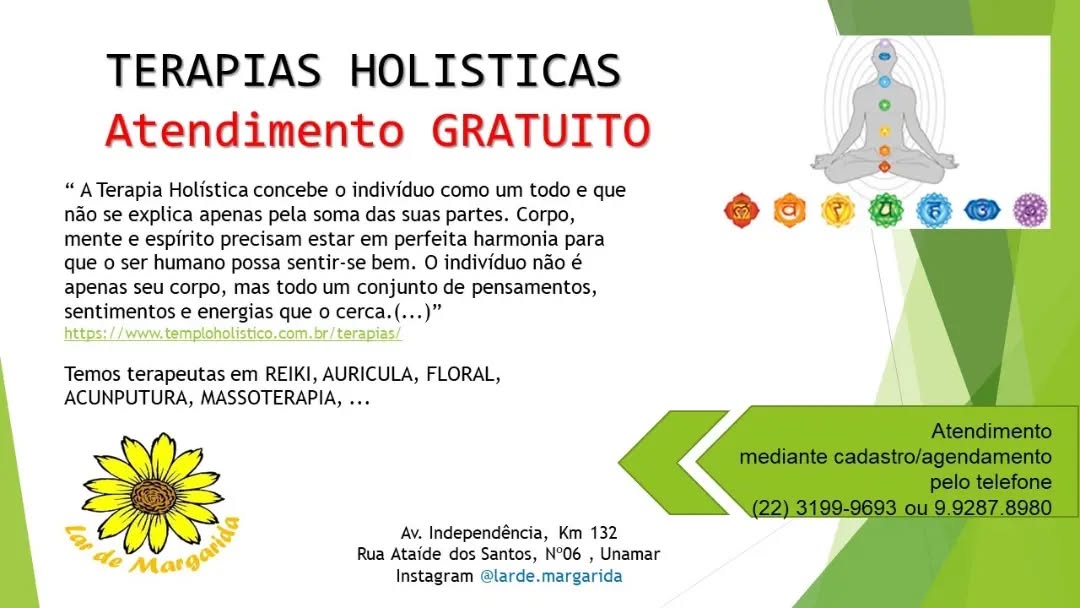 TERAPIAS HOLISTICAS
Atendimento GRATUITO
“ A Terapia Holística concebe o indivíduo como um todo e que
não se explica apenas pela soma das suas partes. Corpo,
mente e espírito precisam estar em perfeita harmonia para
que o ser humano possa sentir-se bem. O indivíduo não é
apenas seu corpo, mas todo um conjunto de pensamentos,
sentimentos e energias que o cerca.(...)”
https://www.temploholistico.com.br/terapias/
Temos terapeutas em REIKI, AURICULA, FLORAL,
ACUNPUTURA, MASSOTERAPIA, ...
Atendimento
mediante cadastro/agendamento
pelo telefone
(22) 3199-9693 ou 9.9287.8980
Lar de Margarida
Av. Independência, Km 132
Rua Ataíde dos Santos, Nº06 , Unamar
Instagram @larde.margarida